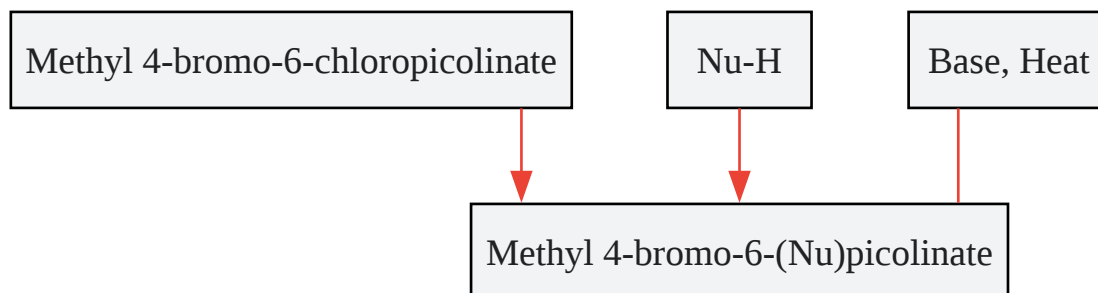 Methyl 4-bromo-6-chloropicolinate
Nu-H
Base, Heat
Methyl 4-bromo-6-(Nu)picolinate